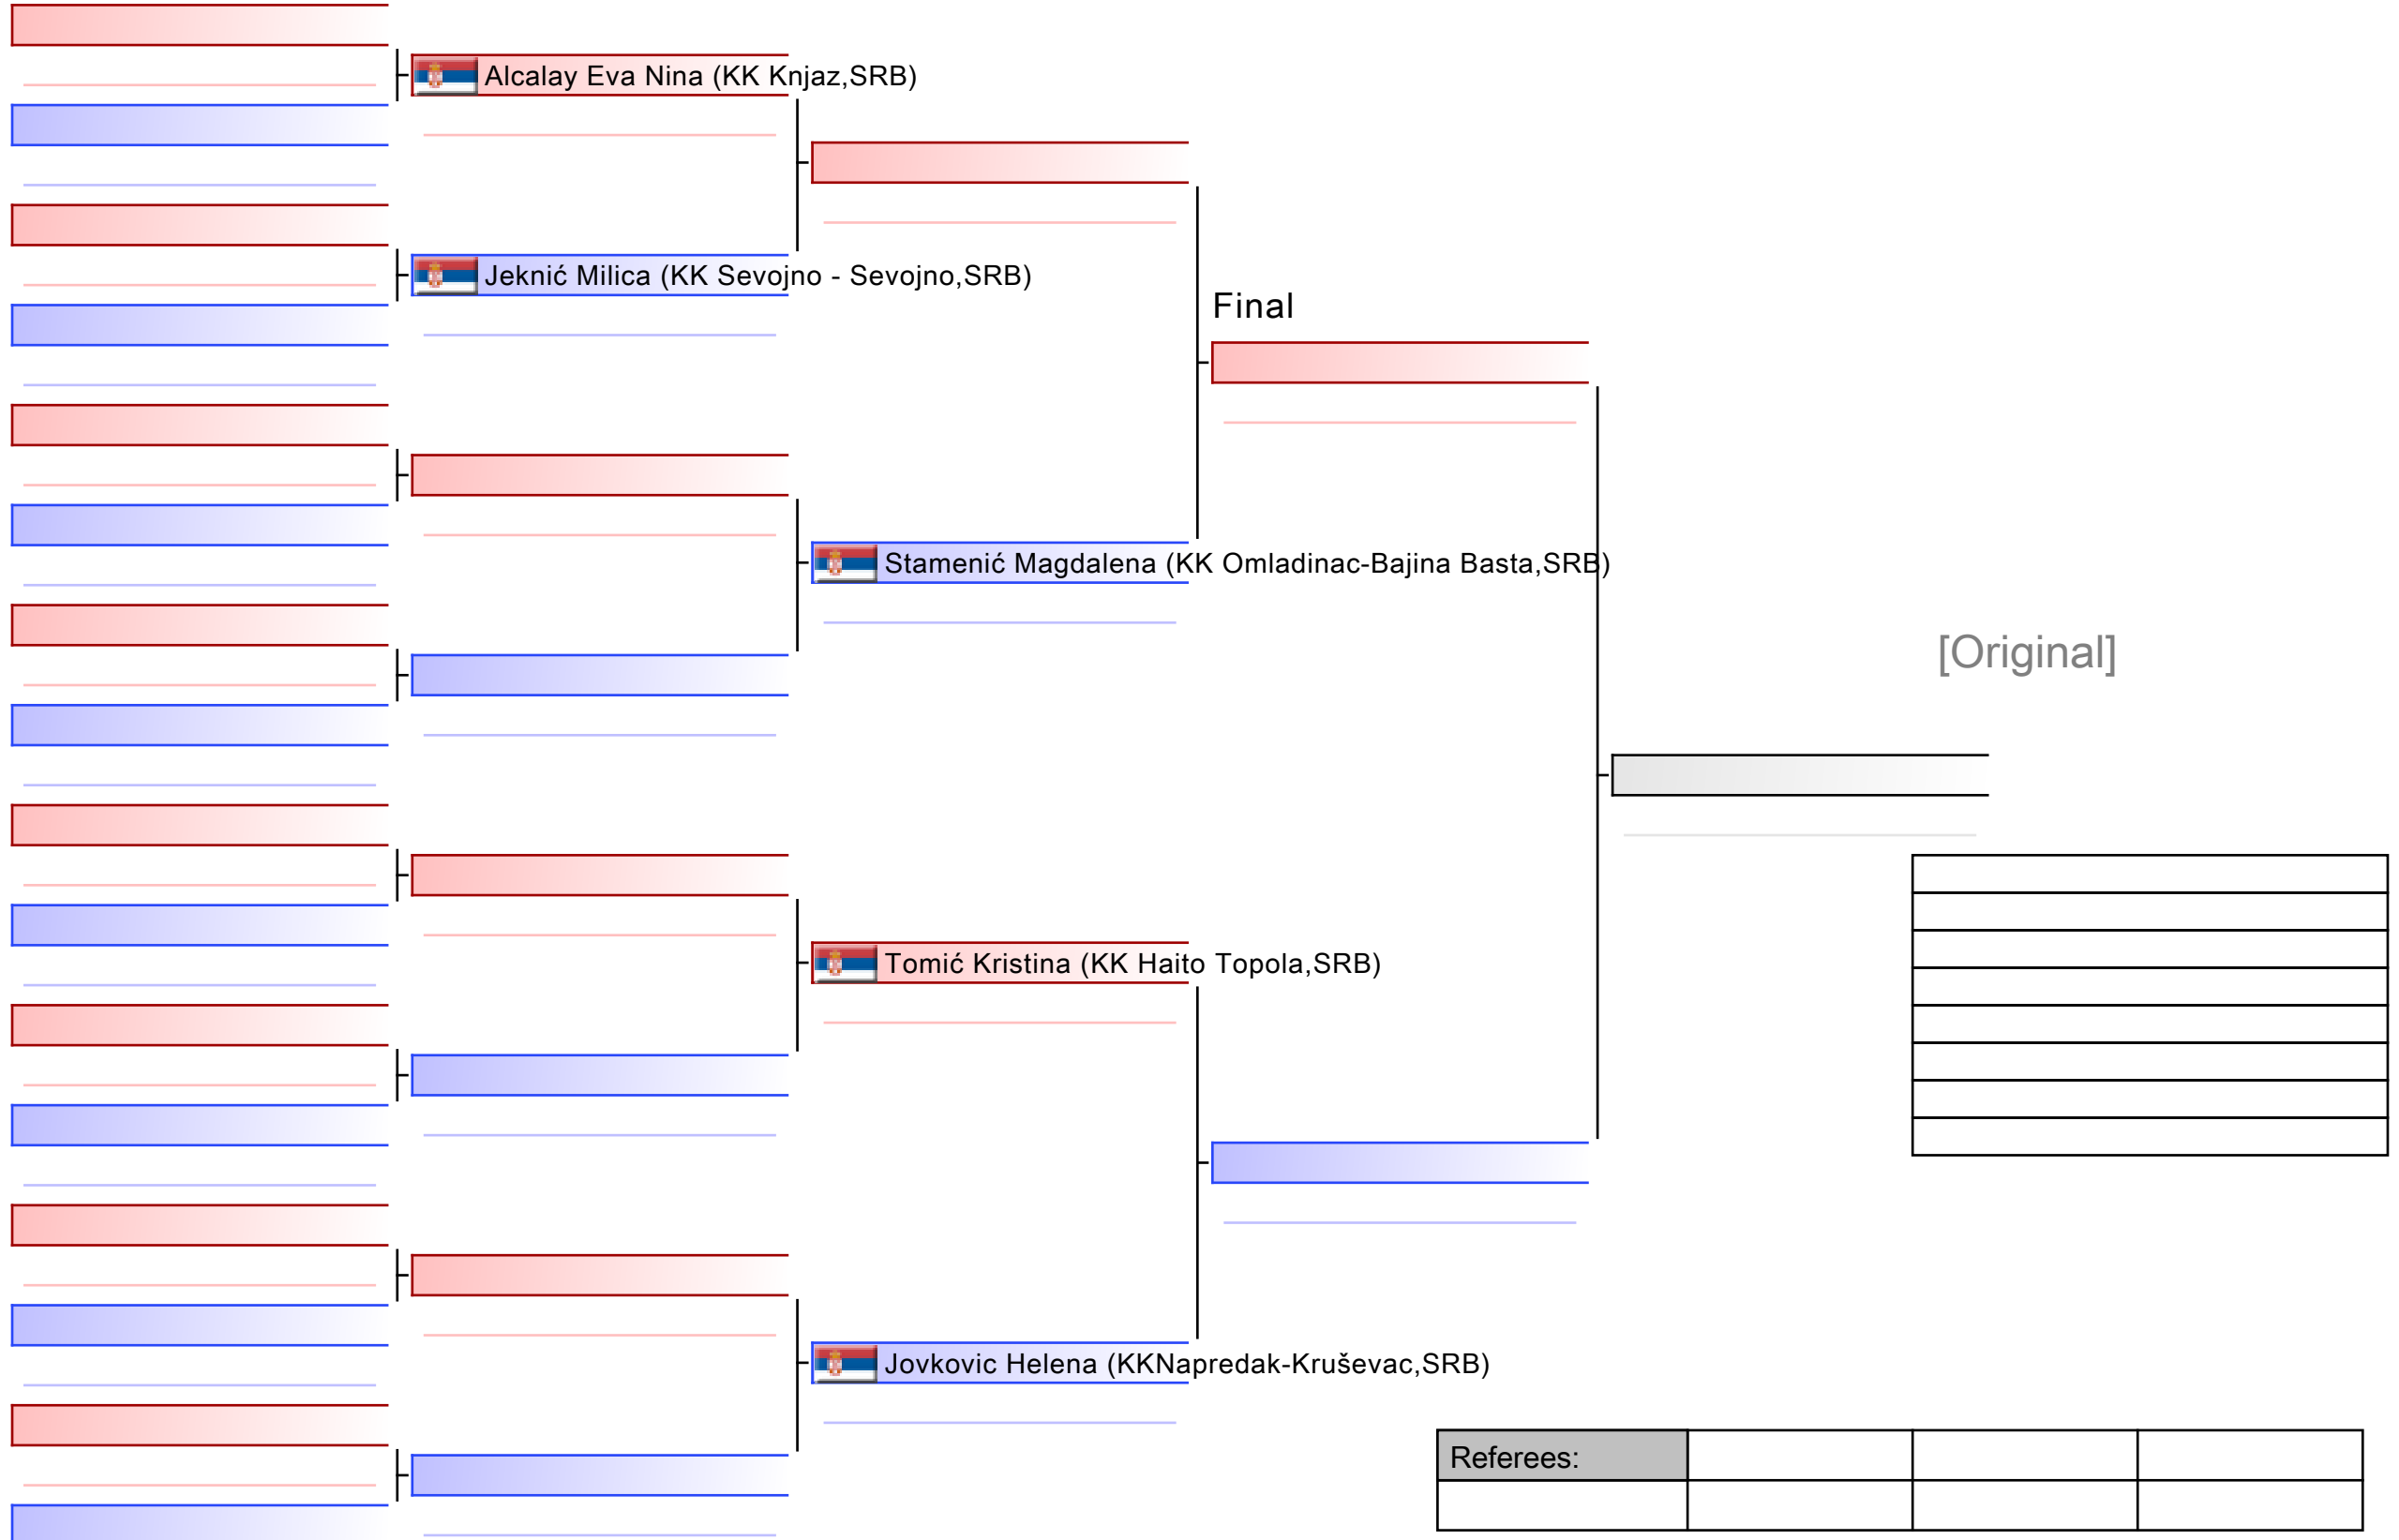 Alcalay Eva Nina (KK Knjaz,SRB)
Jeknić Milica (KK Sevojno - Sevojno,SRB)
Final
Stamenić Magdalena (KK Omladinac-Bajina Basta,SRB)
[Original]
Tomić Kristina (KK Haito Topola,SRB)
Jovkovic Helena (KKNapredak-Kruševac,SRB)
Referees: